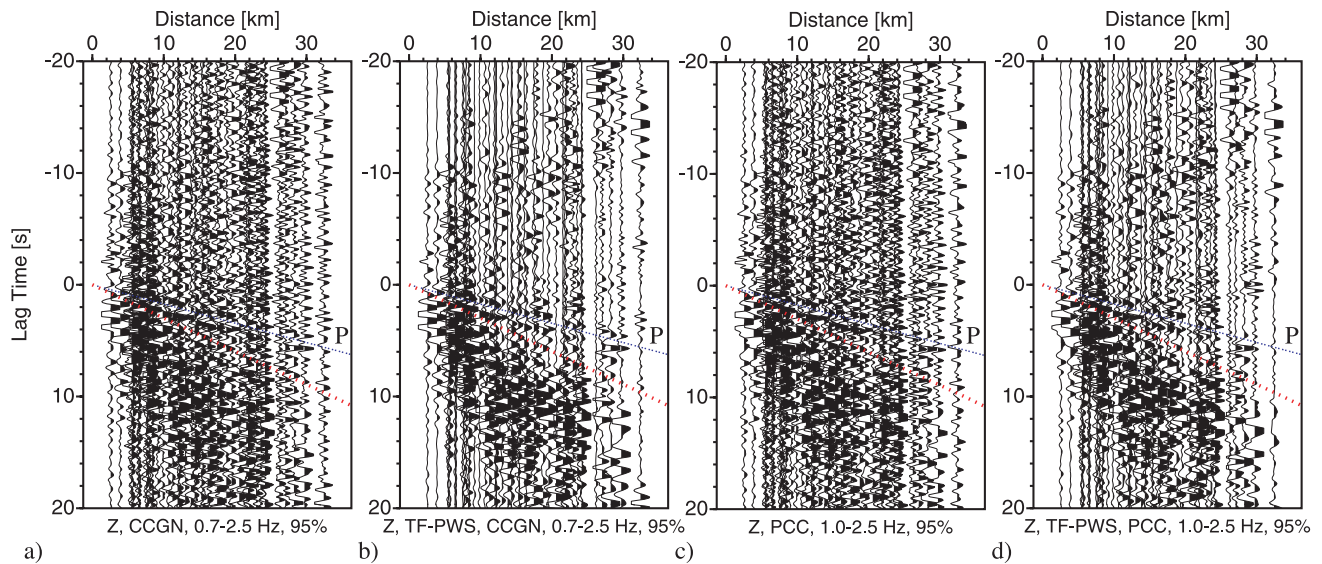 Distance [km] Distance [km] Distance [km] Distance [km]
0 10 20 30 0 10 20 30 0 10 20 30 0 10 20 30
-20 -20 -20 -20
-10 -10 -10 -10
Lag Time [s]
0 0 0 0
P P P P
10 10 10 10
20 20 20 20
Z, CCGN, 0.7-2.5 Hz, 95% Z, TF-PWS, CCGN, 0.7-2.5 Hz, 95% Z, PCC, 1.0-2.5 Hz, 95% Z, TF-PWS, PCC, 1.0-2.5 Hz, 95%
a) b) c) d)